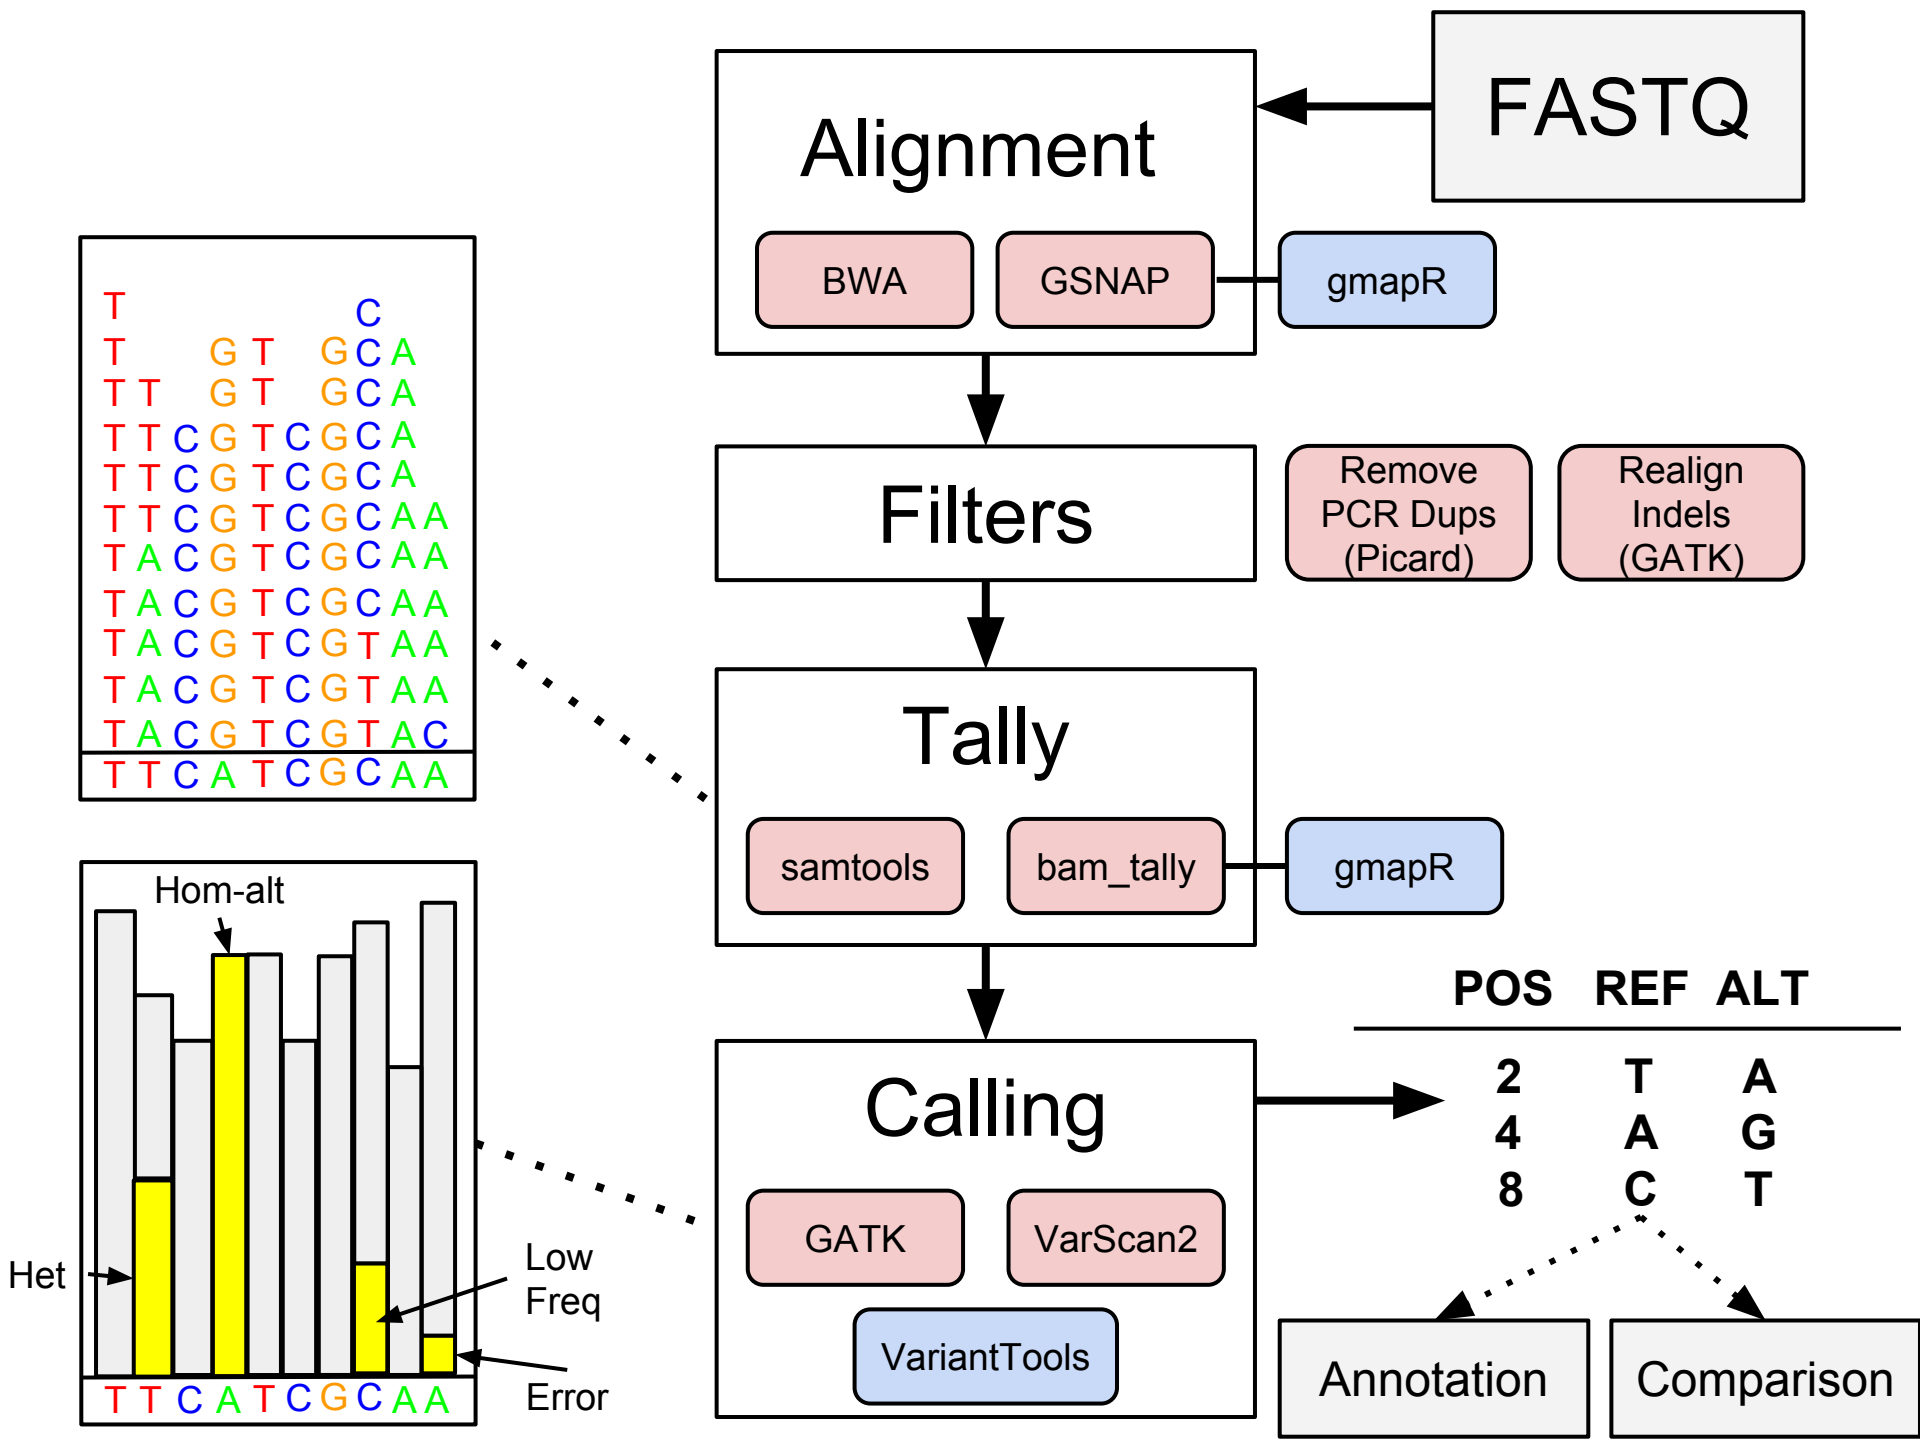 FASTQ
Alignment
BWA
GSNAP
gmapR
T C
T G T G C A
T T G T G C A
T T C G T C G C A
T T C G T C G C A
T T C G T C G C A A
T A C G T C G C A A
T A C G T C G C A A
T A C G T C G T A A
T A C G T C G T A A
T A C G T C G T A C
T T C A T C G C A A
Filters
Remove
PCR Dups
(Picard)
Realign
Indels
(GATK)
Tally
samtools
bam_tally
gmapR
Hom-alt
Het
Low
Freq
Error
T T C A T C G C A A
Calling
GATK
VarScan2
VariantTools
POS REF ALT
2 T A
4 A G
8 C T
Annotation
Comparison